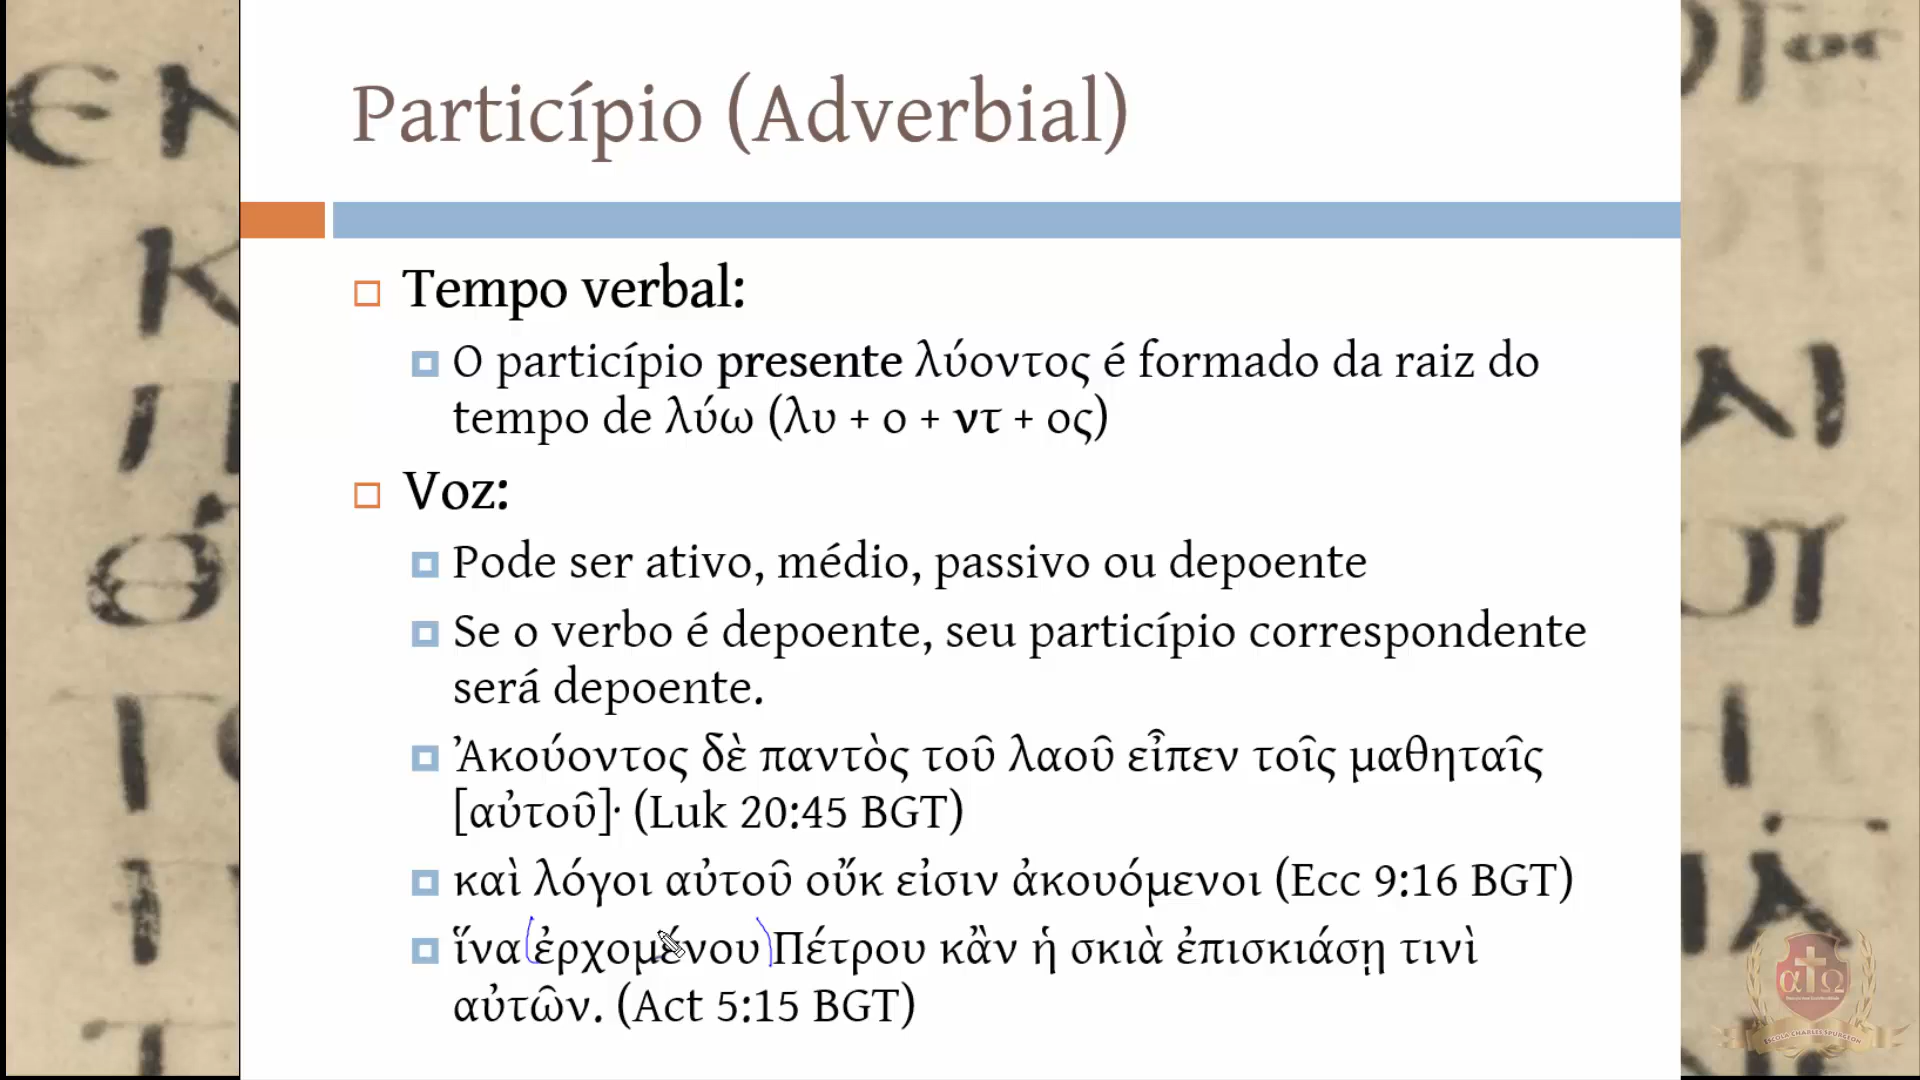 Particípio (Adverbial)
Tempo verbal:
O particípio presente λύοντος é formado da raiz do
tempo de λύω (λυ + ο + ντ + ος)
Voz:
Pode ser ativo, médio, passivo ou depoente
Se o verbo é depoente, seu particípio correspondente
será depoente.
Ἀκούοντος δὲ παντὸς τοῦ λαοῦ εἶπεν τοῖς μαθηταῖς
[αὐτοῦ]· (Luk 20:45 BGT)
καὶ λόγοι αὐτοῦ οὔκ εἰσιν ἀκουόμενοι (Ecc 9:16 BGT)
ἵνα ἐρχομένου Πέτρου κἂν ἡ σκιὰ ἐπισκιάσῃ τινὶ
αὐτῶν. (Act 5:15 BGT)
α Ω
ESCOLA CHARLES SPURGEON